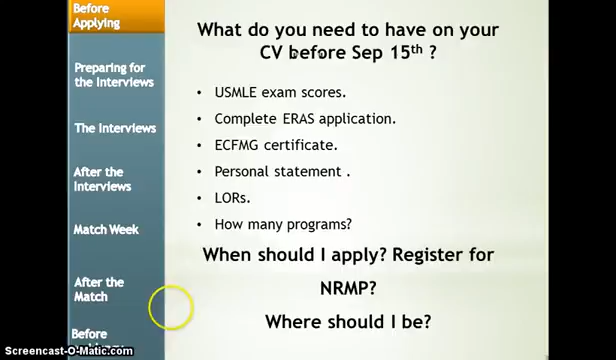 Before
Applying
Preparing for
the Interviews
The Interviews
After the
Interviews
Match Week
After the
Match
Before
What do you need to have on your
CV before Sep 15th ?
• USMLE exam scores.
• Complete ERAS application.
• ECFMG certificate.
• Personal statement .
• LORs.
• How many programs?
When should I apply? Register for
NRMP?
Where should I be?
Screencast-O-Matic.com